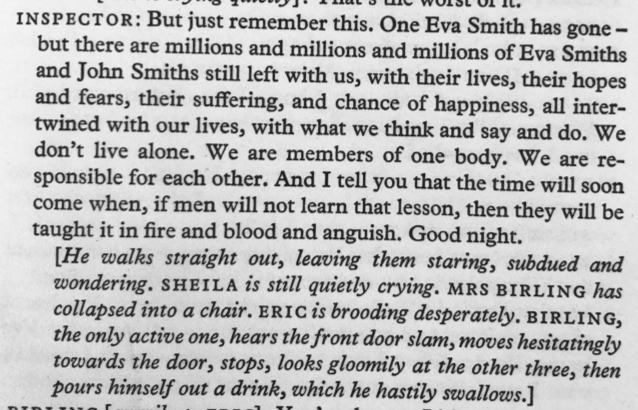 That's the worst of it.
INSPECTOR: But just remember this. One Eva Smith has gone –
but there are millions and millions and millions of Eva Smiths
and John Smiths still left with us, with their lives, their hopes
and fears, their suffering, and chance of happiness, all inter-
twined with our lives, with what we think and say and do. We
don't live alone. We are members of one body. We are re-
sponsible for each other. And I tell you that the time will soon
come when, if men will not learn that lesson, then they will be
taught it in fire and blood and anguish. Good night.
[He walks straight out, leaving them staring, subdued and
wondering. SHEILA is still quietly crying. MRS BIRLING has
collapsed into a chair. ERIC is brooding desperately. BIRLING,
the only active one, hears the front door slam, moves hesitatingly
towards the door, stops, looks gloomily at the other three, then
pours himself out a drink, which he hastily swallows.]